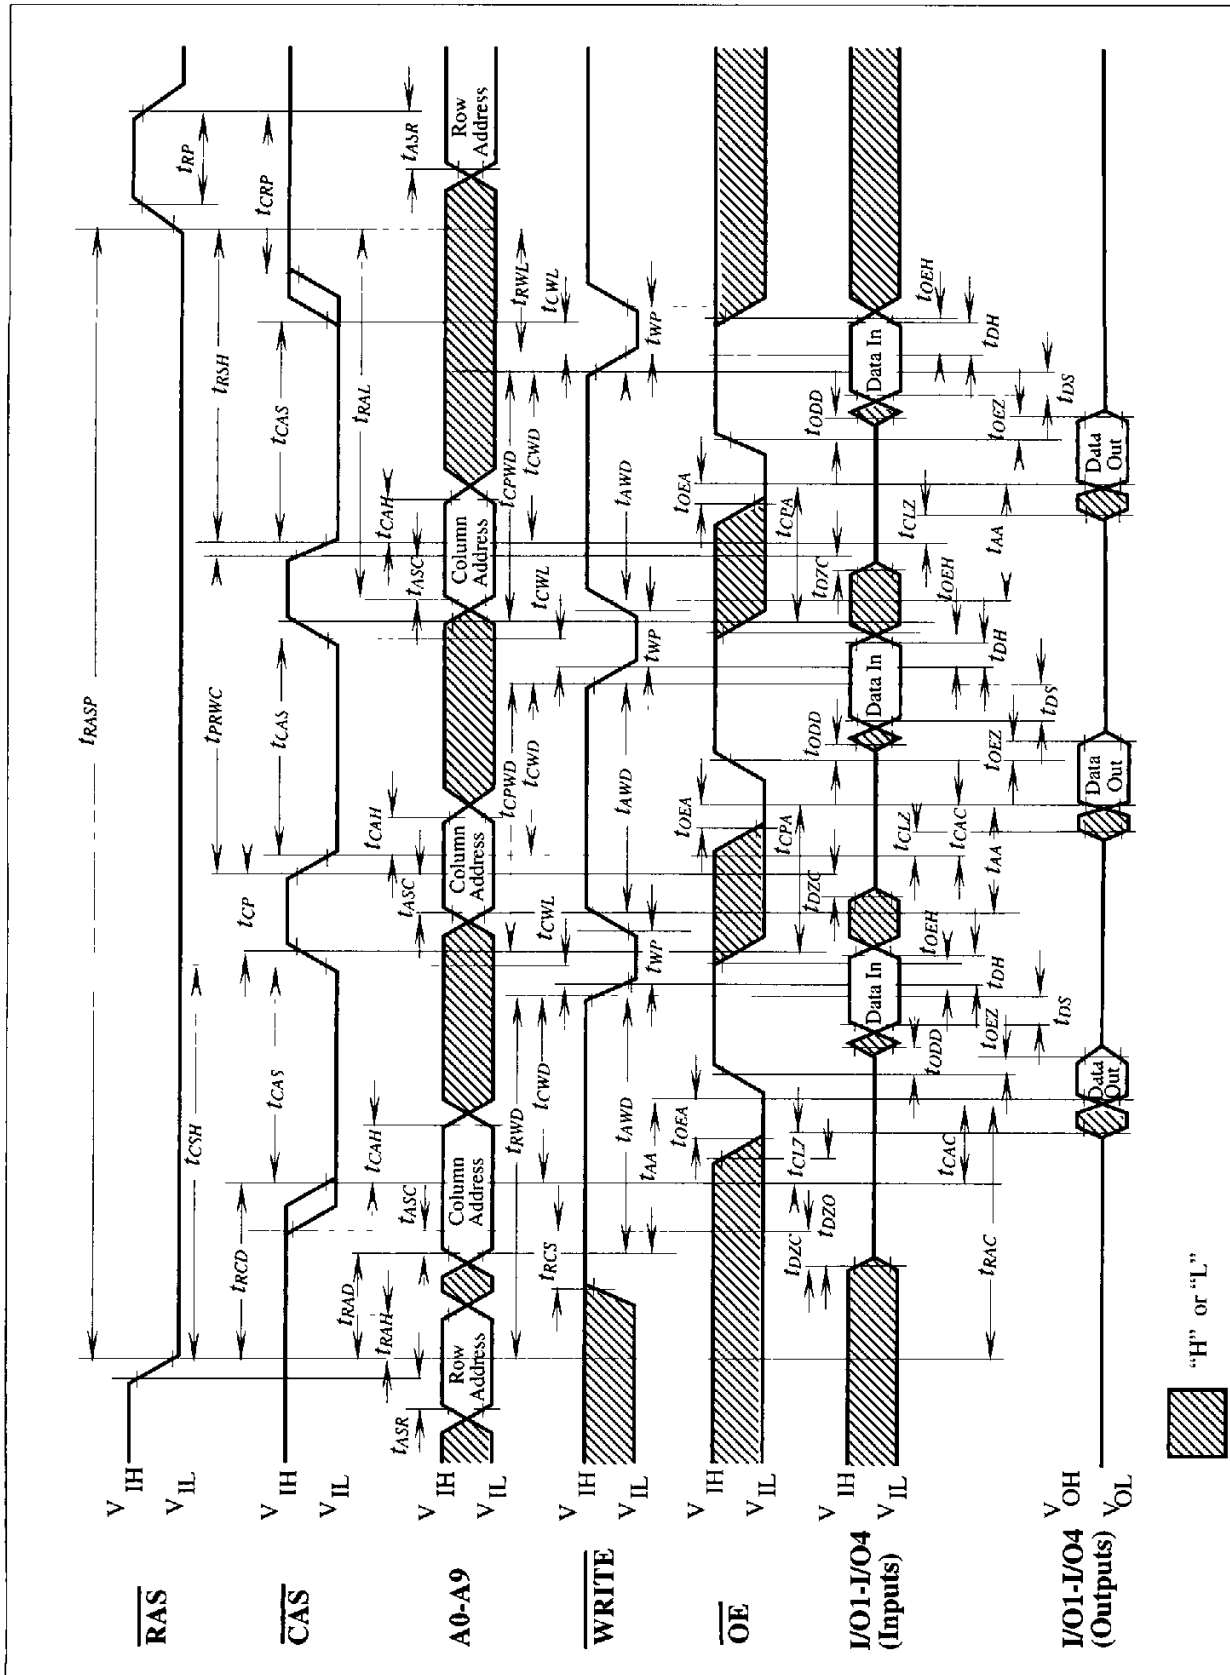 RAS
V IH
V IL
tRASP
tRP
tCSH
tPRWC
tRSH
tRCD
tCP
tCRP
CAS
V IH
V IL
tCAS
tCAS
tCAS
tRAD
tRAL
tRAH
tASC
tCAH
tASC
tCAH
tASC
tCAH
tASR
tASR
A0-A9
V IH
V IL
Row Address
Column Address
Column Address
Column Address
Row Address
tRWD
tCPWD
tCPWD
tRWL
tCWD
tCWD
tCWD
tRCS
tCWL
tCWL
tCWL
WRITE
V IH
V IL
tAWD
tAWD
tAWD
tWP
tWP
tWP
tAA
tOEA
tOEA
tOEA
OE
V IH
V IL
tCPA
tCPA
tCLZ
tDZC
tDZO
tDZC
tDZC
tODD
tODD
tODD
I/O1-I/O4
(Inputs)
V IH
V IL
Data In
Data In
Data In
tOEH
tOEH
tOEH
tCLZ
tCLZ
tCAC
tCAC
tDH
tDH
tDH
tRAC
tAA
tAA
tOEZ
tOEZ
tOEZ
tDS
tDS
tDS
I/O1-I/O4
(Outputs)
V OH
V OL
Data Out
Data Out
Data Out
"H" or "L"